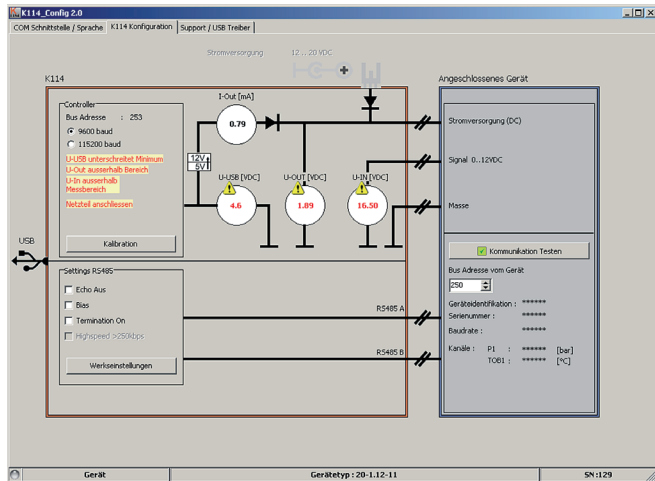 K114_Config 2.0
COM Schnittstelle / Sprache
K114 Konfiguration
Support / USB Treiber
Stromversorgung:
12 ... 20 VDC
K114
Angeschlossenes Gerät
Controller
Bus Adresse : 253
9600 baud
115200 baud
U-USB unterschreitet Minimum
U-Out ausserhalb Bereich
U-In ausserhalb
Messbereich
Netzteil anschliessen
Kalibration
I-Out [mA]
0.79
12V
5V
U-USB [VDC]
4.6
U-OUT [VDC]
1.89
U-IN [VDC]
16.50
Stromversorgung (DC)
Signal 0..12VDC
Masse
USB
Settings RS485
Echo Aus
Bias
Termination On
Highspeed >250kbps
Werkseinstellungen
RS485 A
RS485 B
Kommunikation Testen
Bus Adresse vom Gerät
250
Geräteidentifikation : ******
Serienummer : ******
Baudrate : ******
Kanäle : P1 : ****** [bar]
TOB1 : ****** [°C]
Gerät
Gerätetyp : 20-1.12-11
SN :129